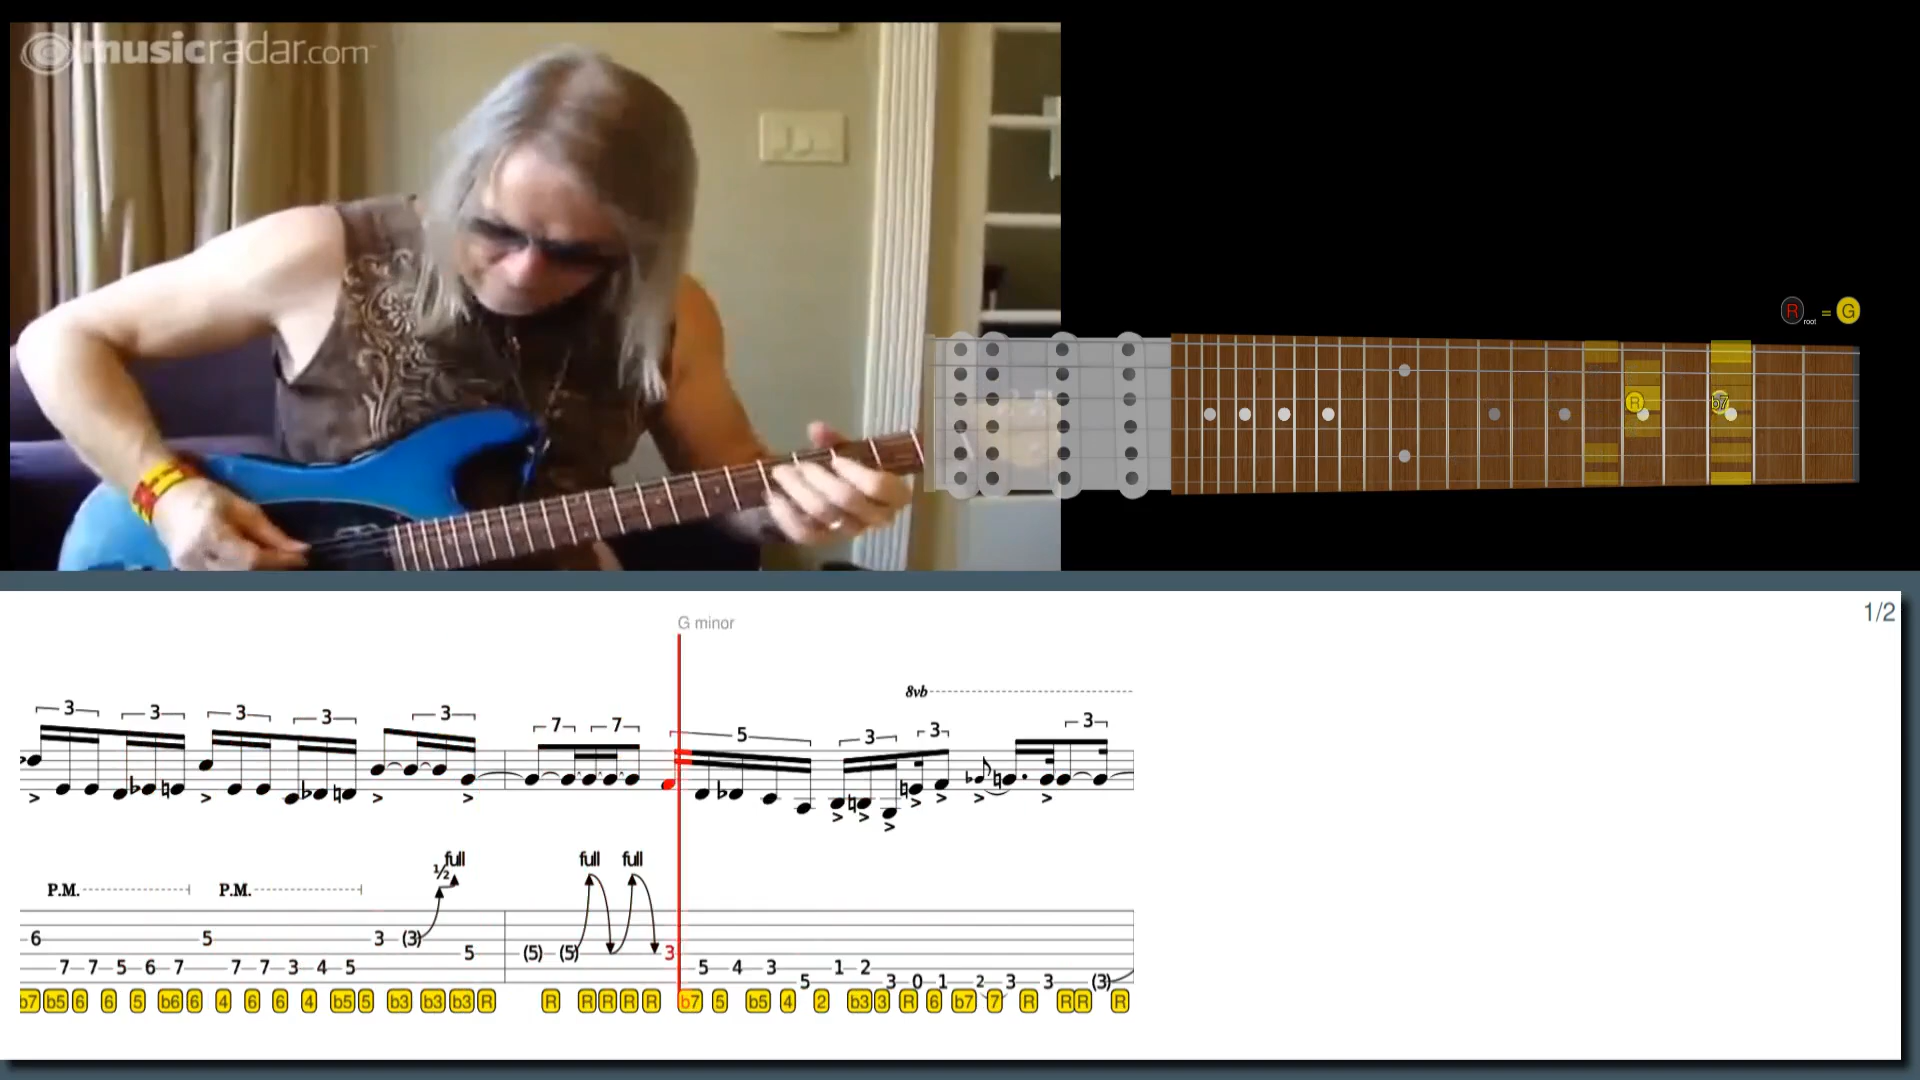 musicradar.com
R root = G
R b7
1/2
G minor
8vb
3 3 3 3 3 7 7 5 3 3 3
full full full
½
P.M. P.M.
6 5 3 (3)
5 (5) (5) 3
7 7 5 6 7 7 7 3 4 5 5 4 3 1 2
5 3 0 1 2 3 3 (3)
b7 b5 6 6 5 b6 6 4 6 6 4 b5 5 b3 b3 b3 R R R R R R b7 5 b5 4 2 b3 3 R 6 b7 7 R R R R